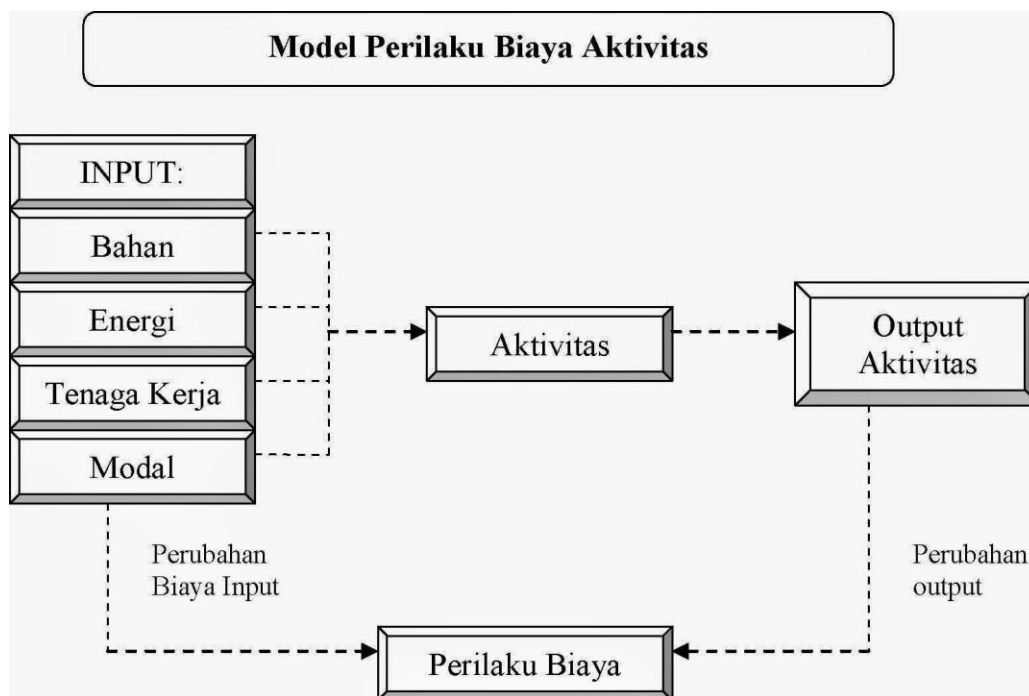 Model Perilaku Biaya Aktivitas
INPUT:
Bahan
Energi
Tenaga Kerja
Modal
Aktivitas
Output
Aktivitas
Perubahan
Biaya Input
Perubahan
output
Perilaku Biaya